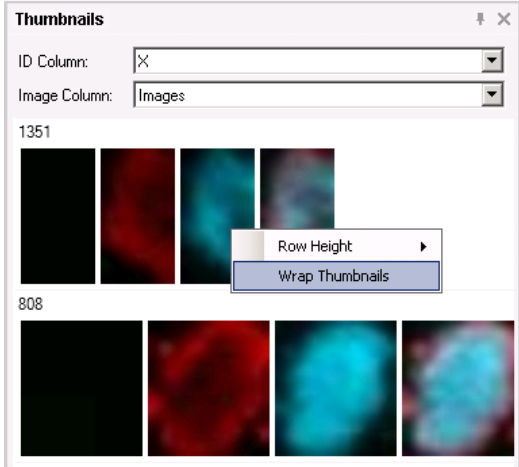 Thumbnails
ID Column: X
Image Column: Images
1351
Row Height
Wrap Thumbnails
808